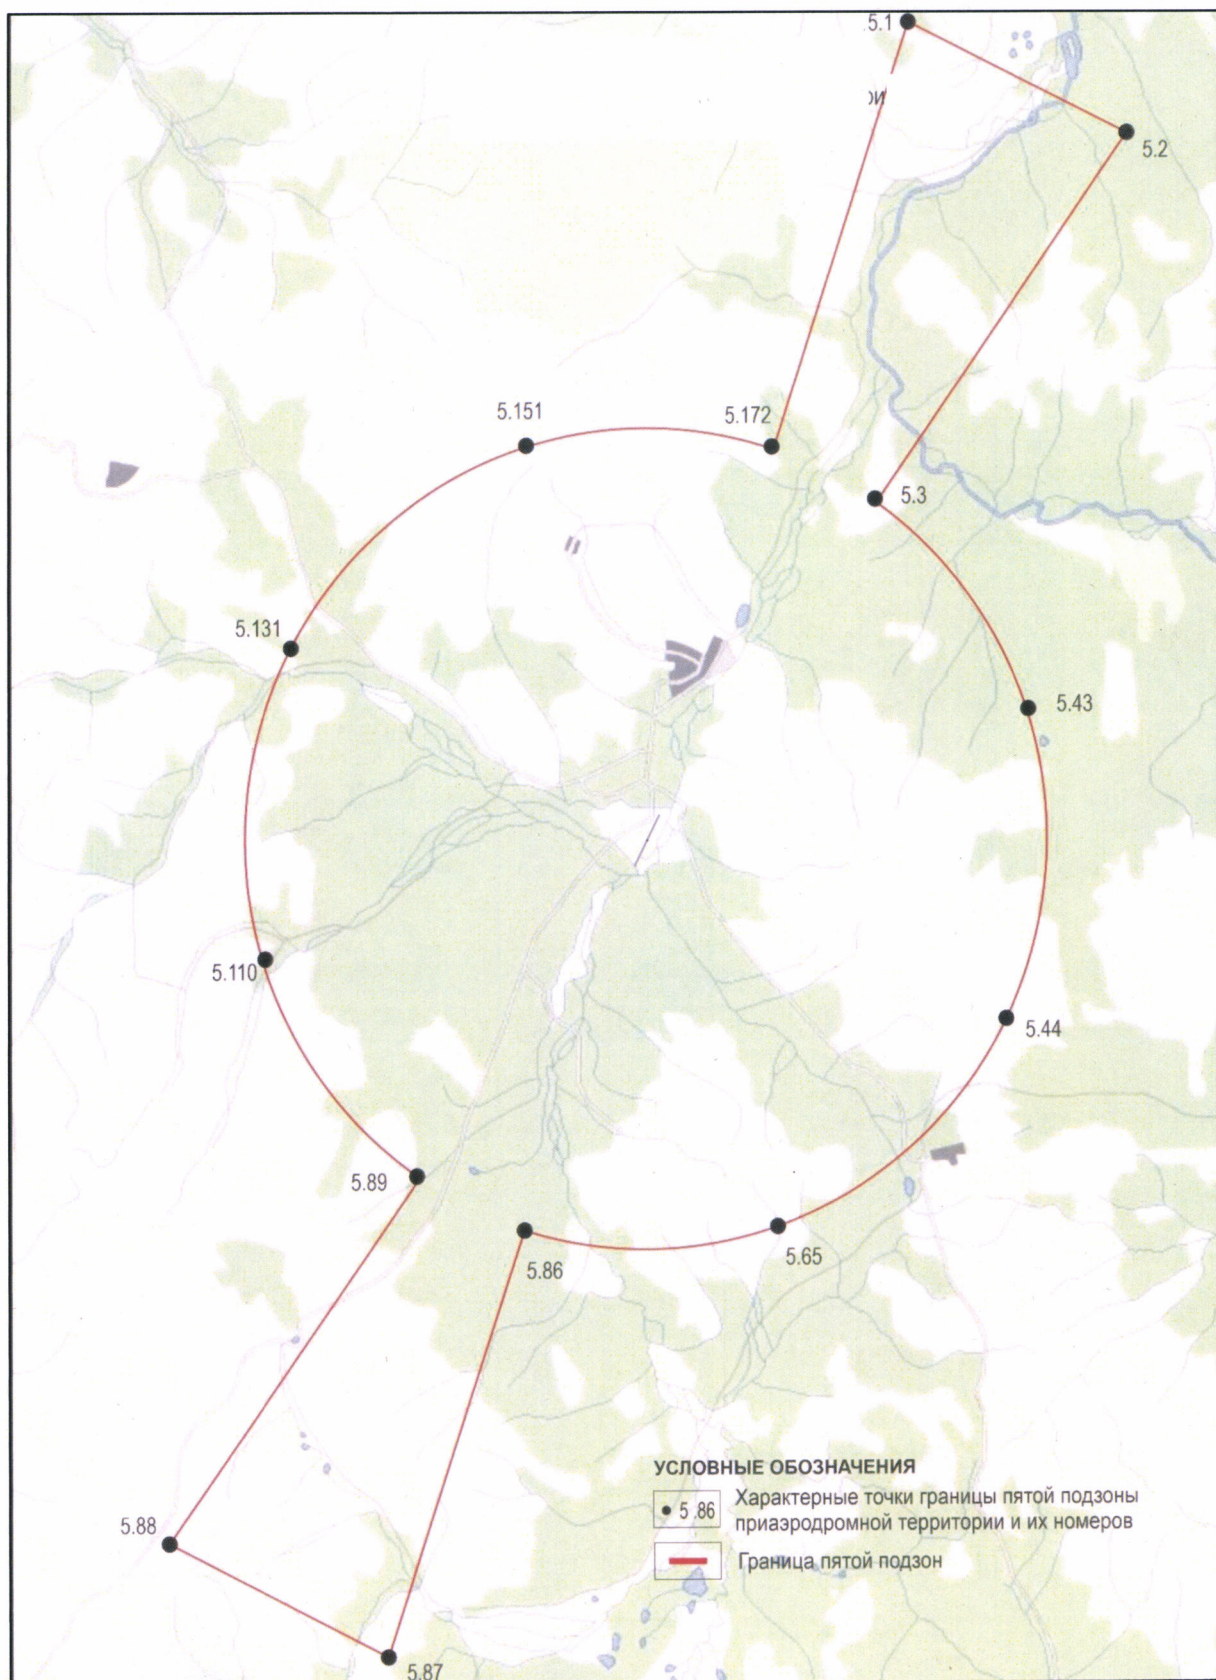 5.1
ри
5.2
5.151
5.172
5.3
5.131
5.43
5.110
5.44
5.89
5.86
5.65
УСЛОВНЫЕ ОБОЗНАЧЕНИЯ
5.86 Характерные точки границы пятой подзоны
приаэродромной территории и их номеров
5.88
Граница пятой подзон
5.87